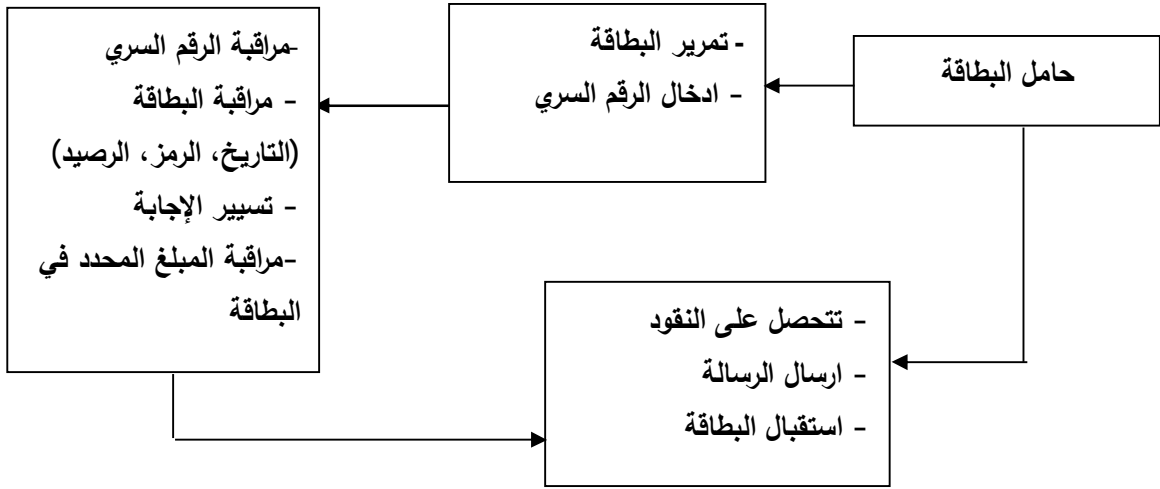 حامل البطاقة
- تمرير البطاقة
- ادخال الرقم السري
-مراقبة الرقم السري
- مراقبة البطاقة
(التاريخ، الرمز، الرصيد)
- تسيير الإجابة
-مراقبة المبلغ المحدد في
البطاقة
- تتحصل على النقود
- ارسال الرسالة
- استقبال البطاقة